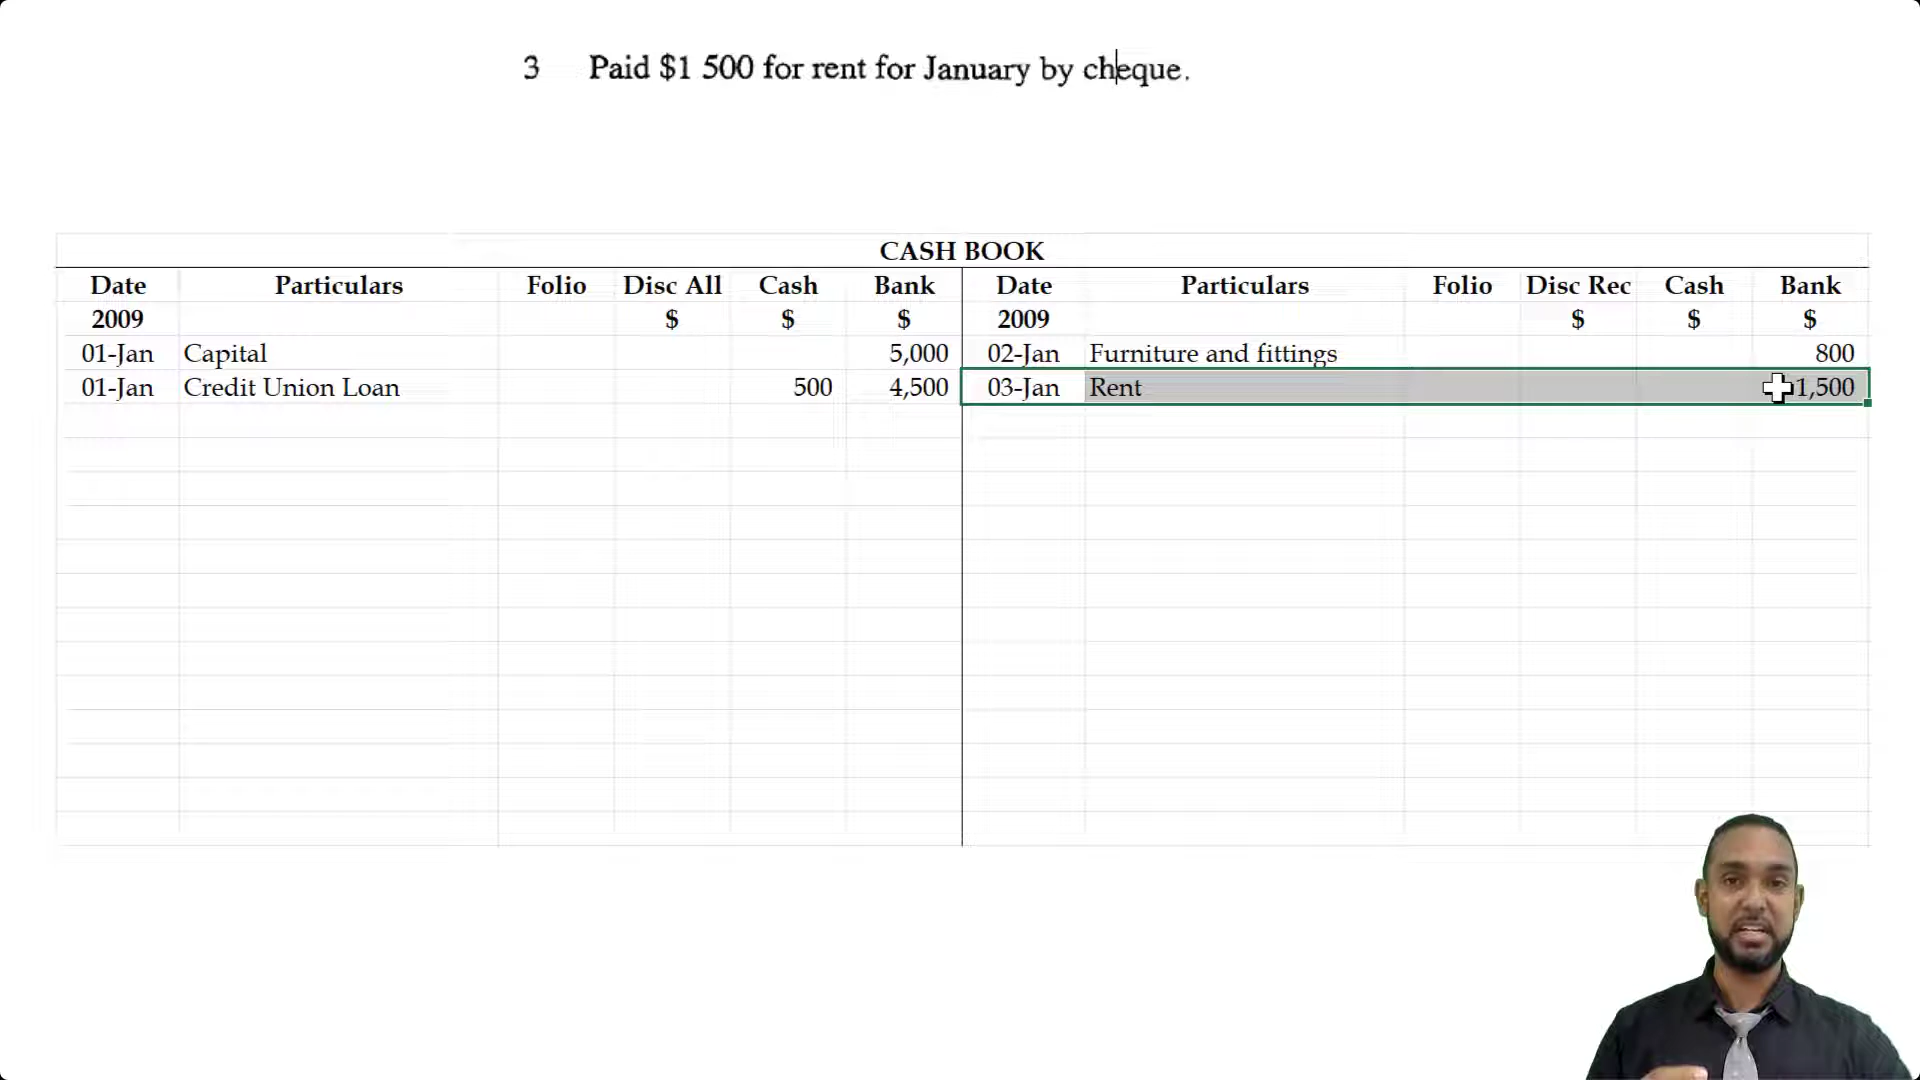 3 Paid $1 500 for rent for January by cheque.
CASH BOOK
Date Particulars Folio Disc All Cash Bank Date Particulars Folio Disc Rec Cash Bank
2009 $ $ $ 2009 $ $ $
01-Jan Capital 5,000 02-Jan Furniture and fittings 800
01-Jan Credit Union Loan 500 4,500 03-Jan Rent 1,500